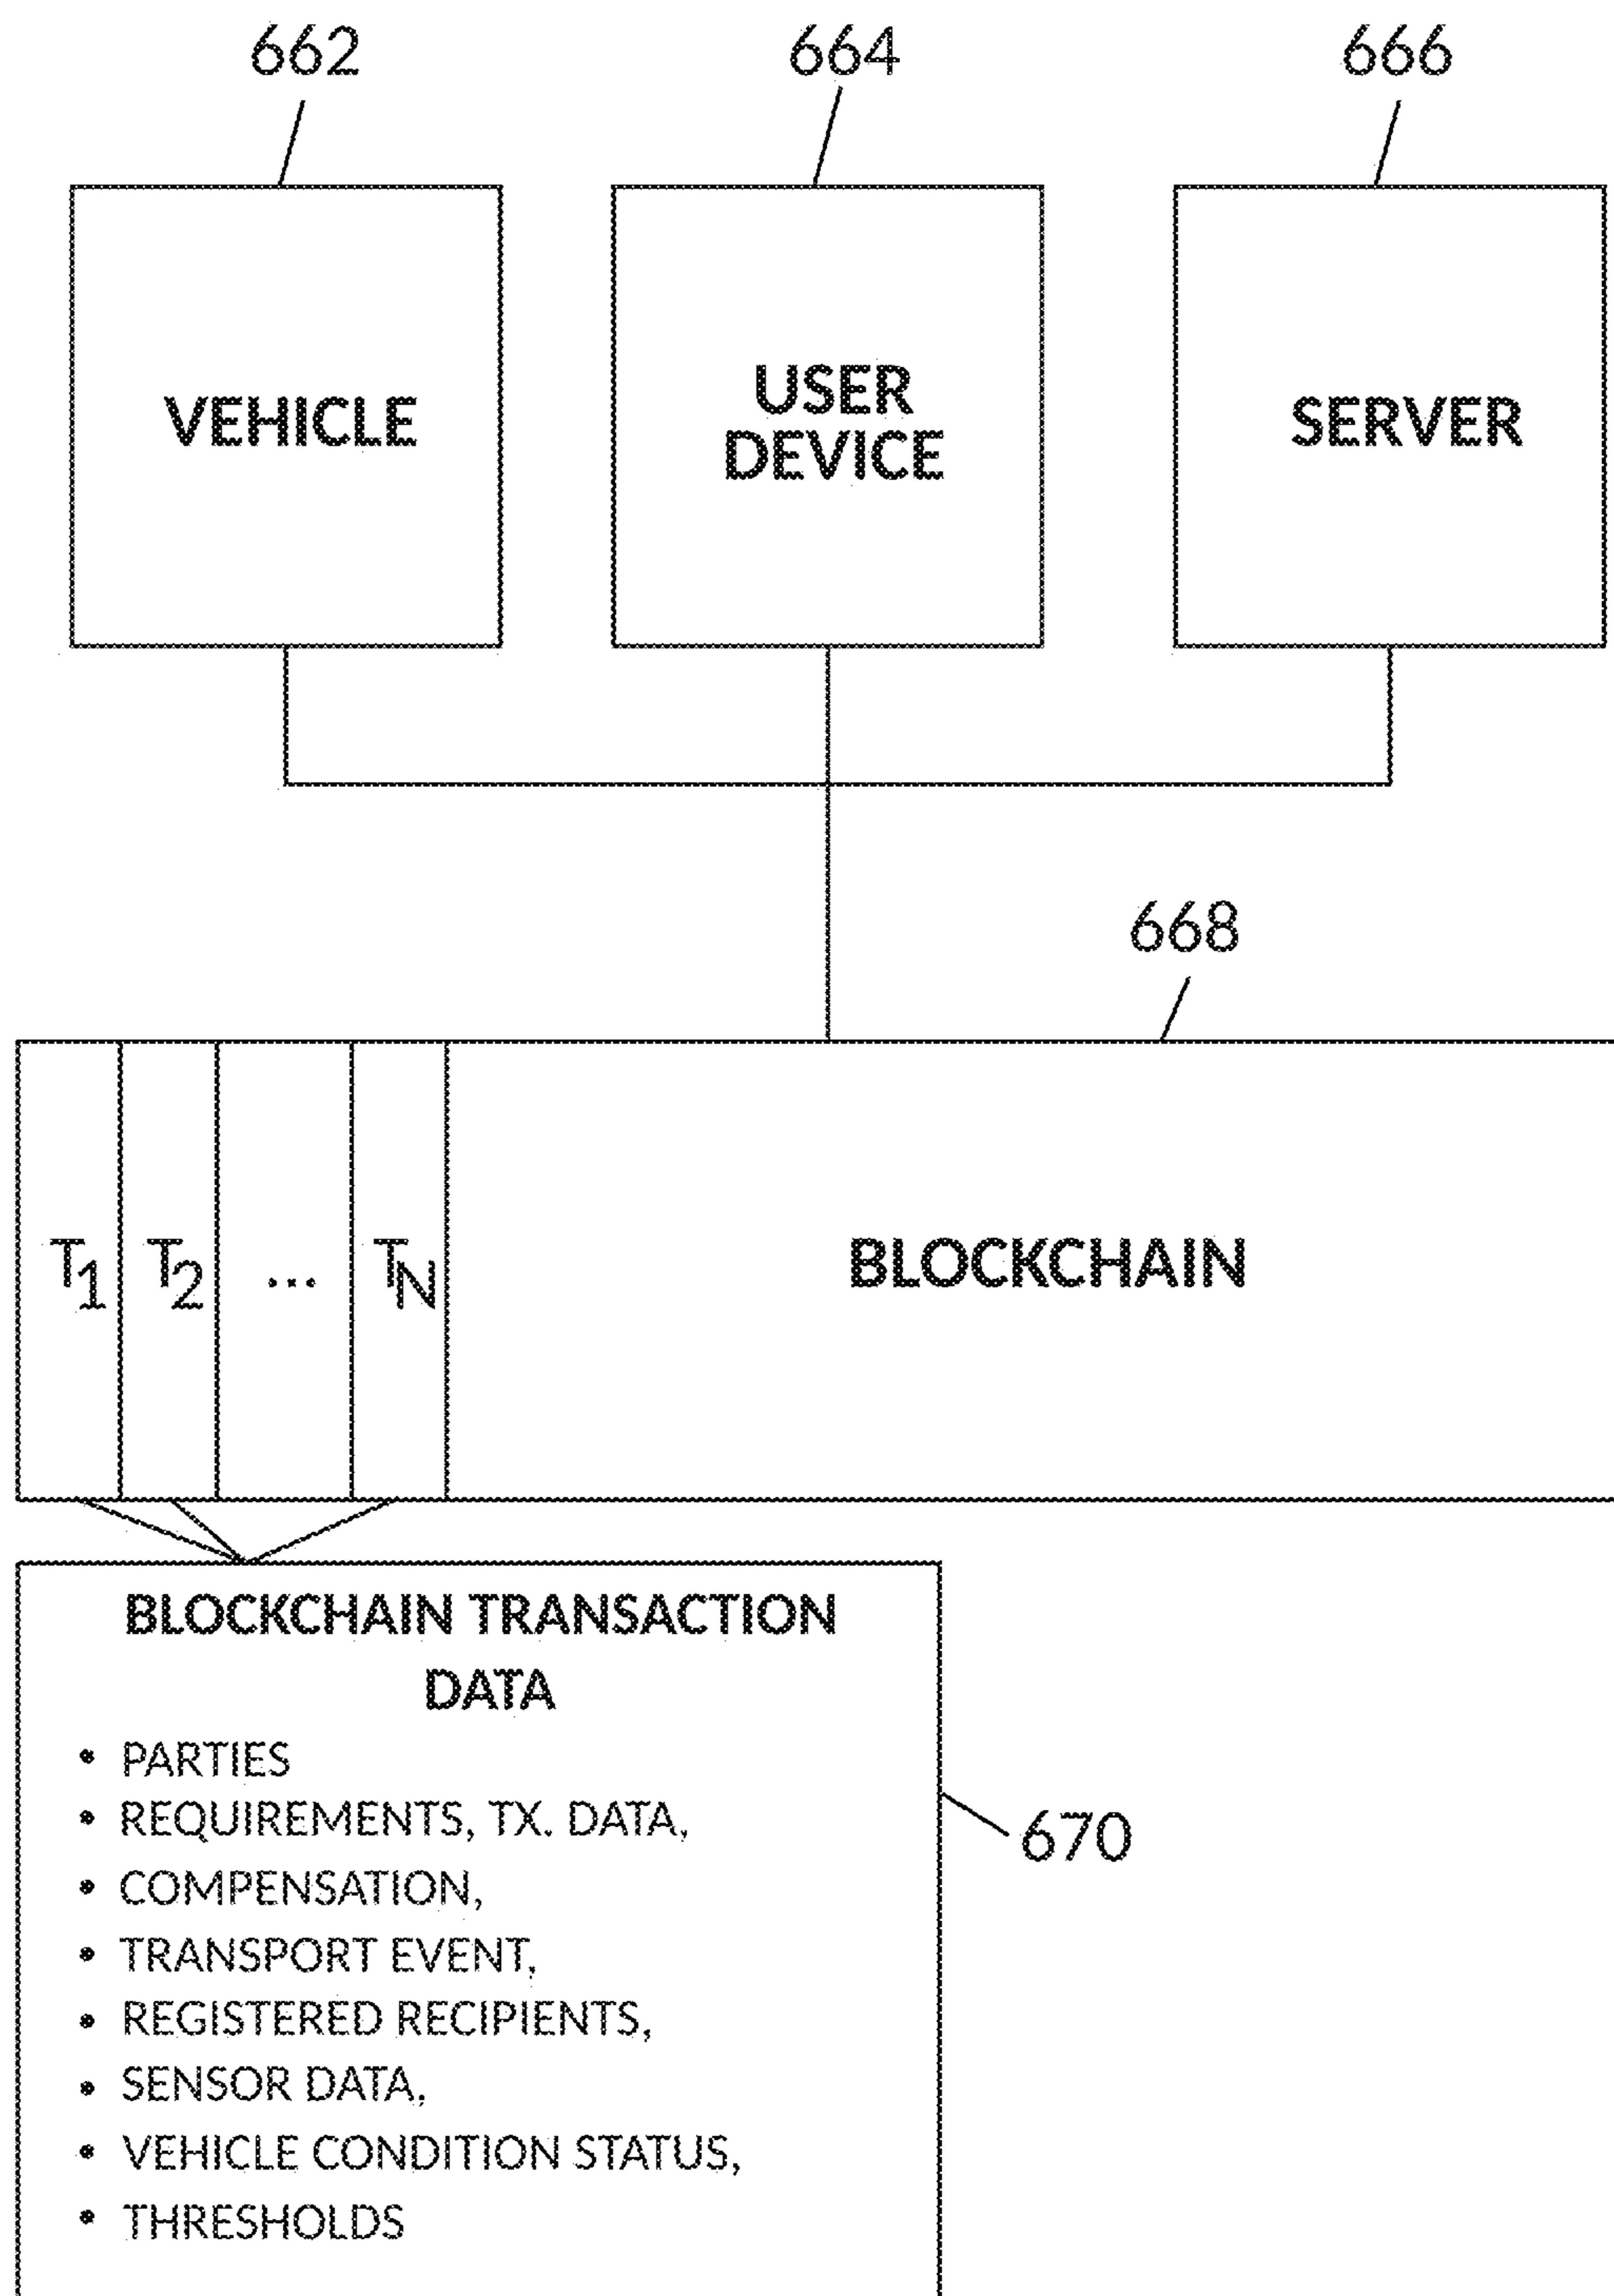 662 664 666
VEHICLE
USER
DEVICE
SERVER
668
T1 T2 ... TN
BLOCKCHAIN
BLOCKCHAIN TRANSACTION
DATA
• PARTIES
• REQUIREMENTS, TX. DATA,
• COMPENSATION,
• TRANSPORT EVENT,
• REGISTERED RECIPIENTS,
• SENSOR DATA,
• VEHICLE CONDITION STATUS,
• THRESHOLDS
670